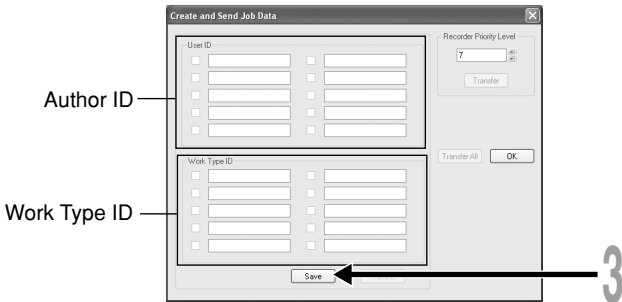 Create and Send Job Data
User ID
Recorder Priority Level
7
Transfer
Author ID
Work Type ID
Transfer All
OK
Work Type ID
Save
3